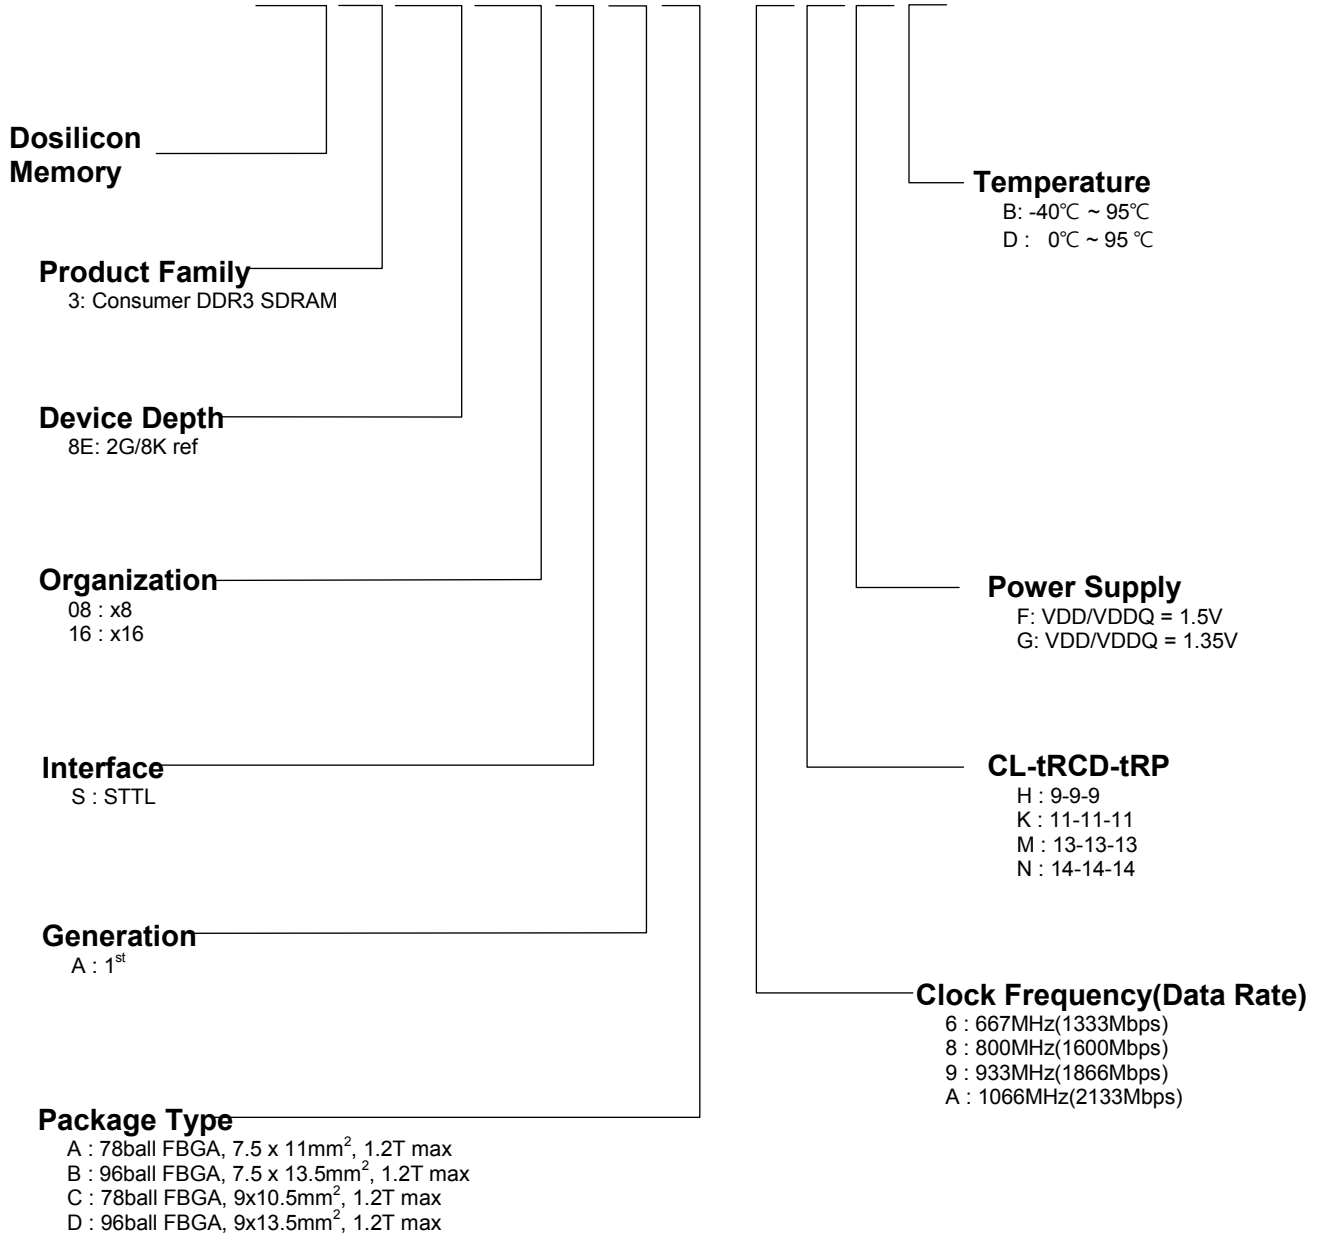 Dosilicon
Memory
Product Family
3: Consumer DDR3 SDRAM
Device Depth
8E: 2G/8K ref
Organization
08 : x8
16 : x16
Interface
S : STTL
Generation
A : 1st
Package Type
A : 78ball FBGA, 7.5 x 11mm2, 1.2T max
B : 96ball FBGA, 7.5 x 13.5mm2, 1.2T max
C : 78ball FBGA, 9x10.5mm2, 1.2T max
D : 96ball FBGA, 9x13.5mm2, 1.2T max
Temperature
B: -40℃ ~ 95℃
D : 0℃ ~ 95 ℃
Power Supply
F: VDD/VDDQ = 1.5V
G: VDD/VDDQ = 1.35V
CL-tRCD-tRP
H : 9-9-9
K : 11-11-11
M : 13-13-13
N : 14-14-14
Clock Frequency(Data Rate)
6 : 667MHz(1333Mbps)
8 : 800MHz(1600Mbps)
9 : 933MHz(1866Mbps)
A : 1066MHz(2133Mbps)